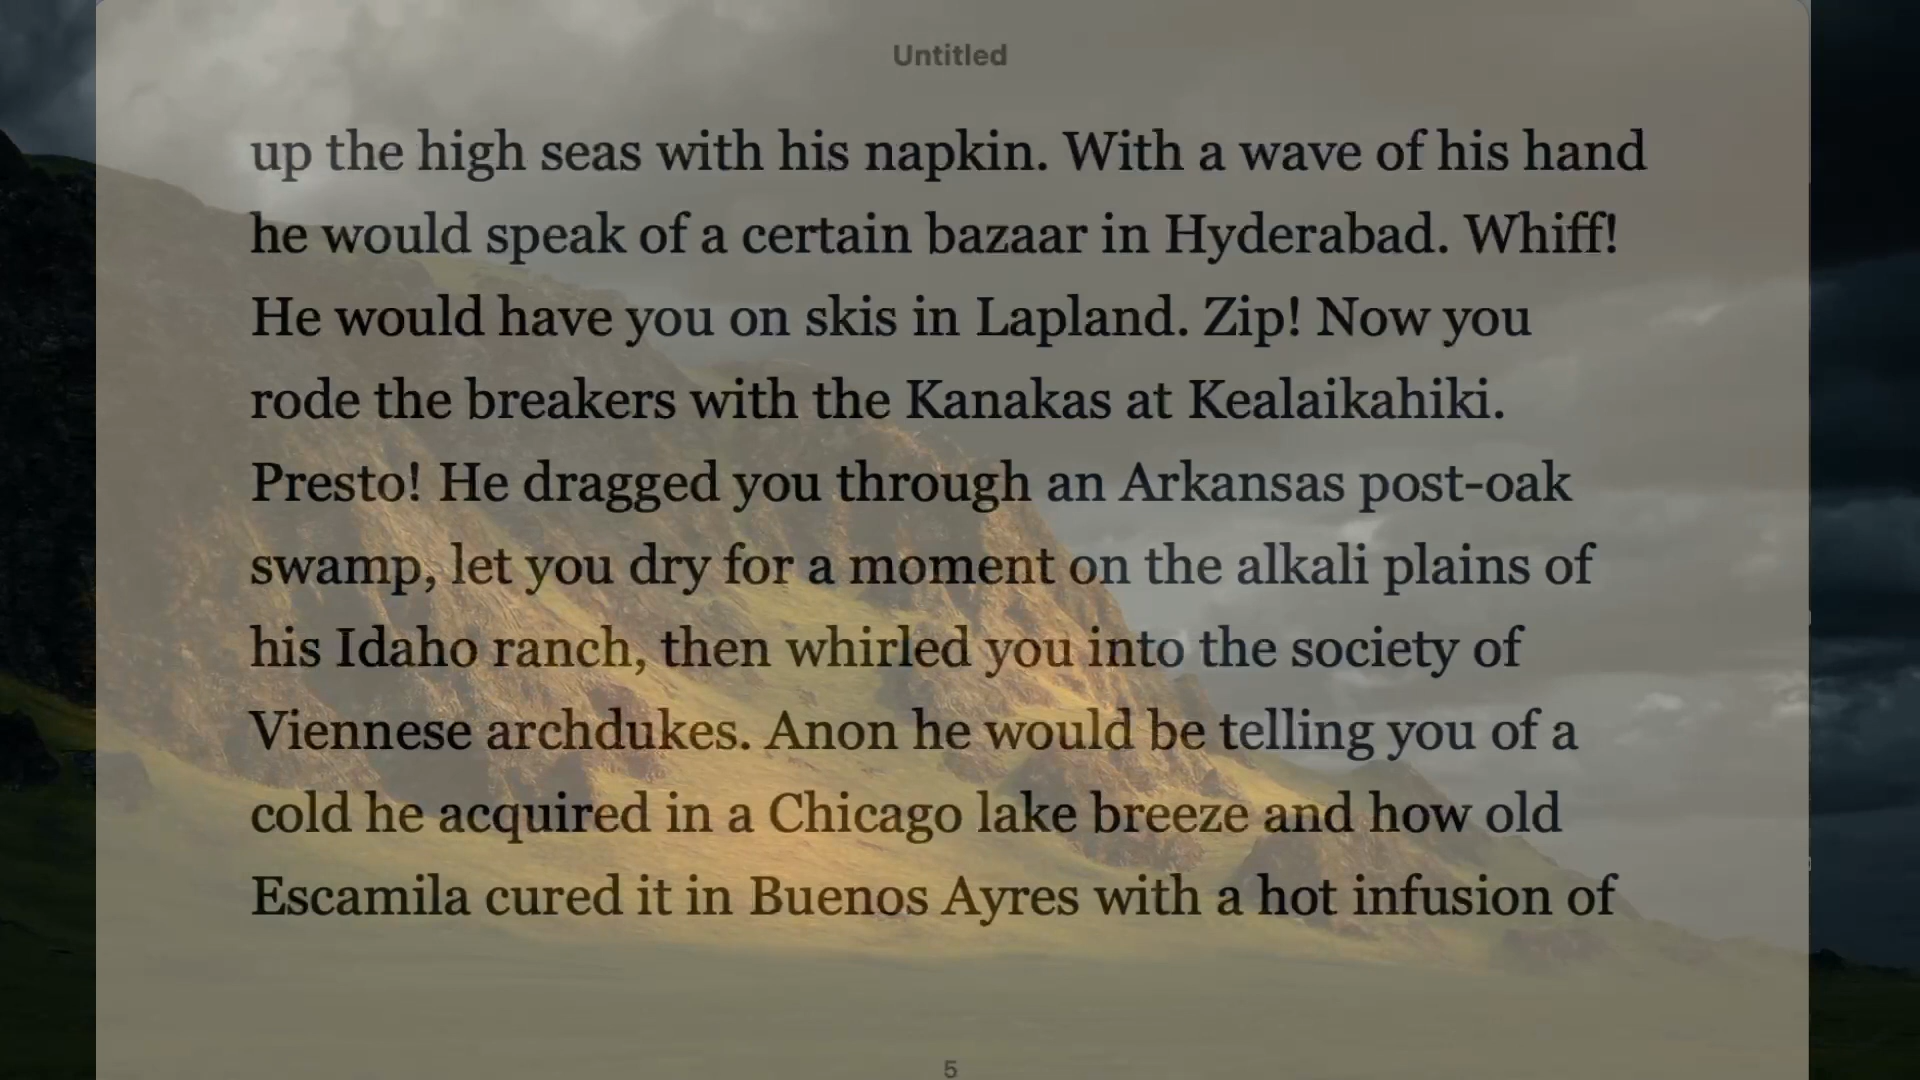 Untitled
up the high seas with his napkin. With a wave of his hand
he would speak of a certain bazaar in Hyderabad. Whiff!
He would have you on skis in Lapland. Zip! Now you
rode the breakers with the Kanakas at Kealaikahiki.
Presto! He dragged you through an Arkansas post-oak
swamp, let you dry for a moment on the alkali plains of
his Idaho ranch, then whirled you into the society of
Viennese archdukes. Anon he would be telling you of a
cold he acquired in a Chicago lake breeze and how old
Escamila cured it in Buenos Ayres with a hot infusion of
5